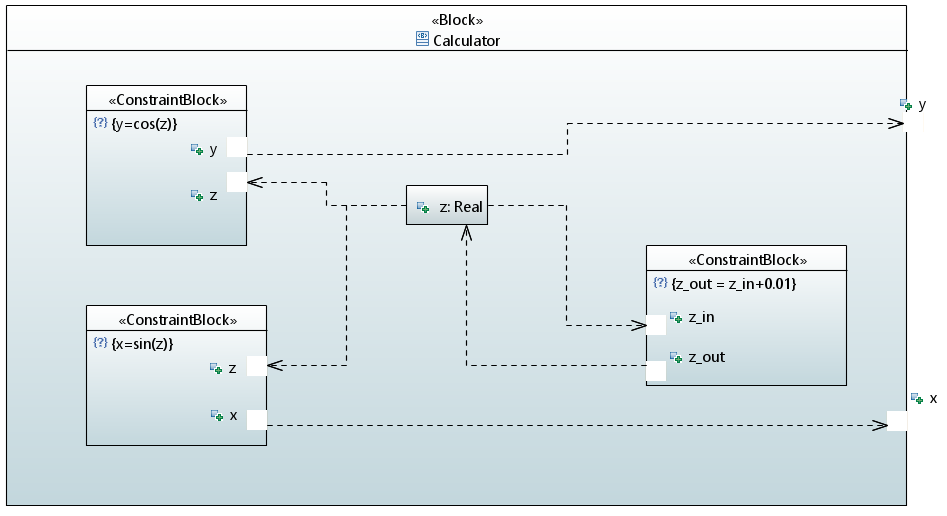 «Block»
Calculator
«ConstraintBlock»
{?} {y=cos(z)}
y
z
y
z: Real
«ConstraintBlock»
{?} {z_out = z_in+0.01}
z_in
z_out
«ConstraintBlock»
{?} {x=sin(z)}
z
x
x